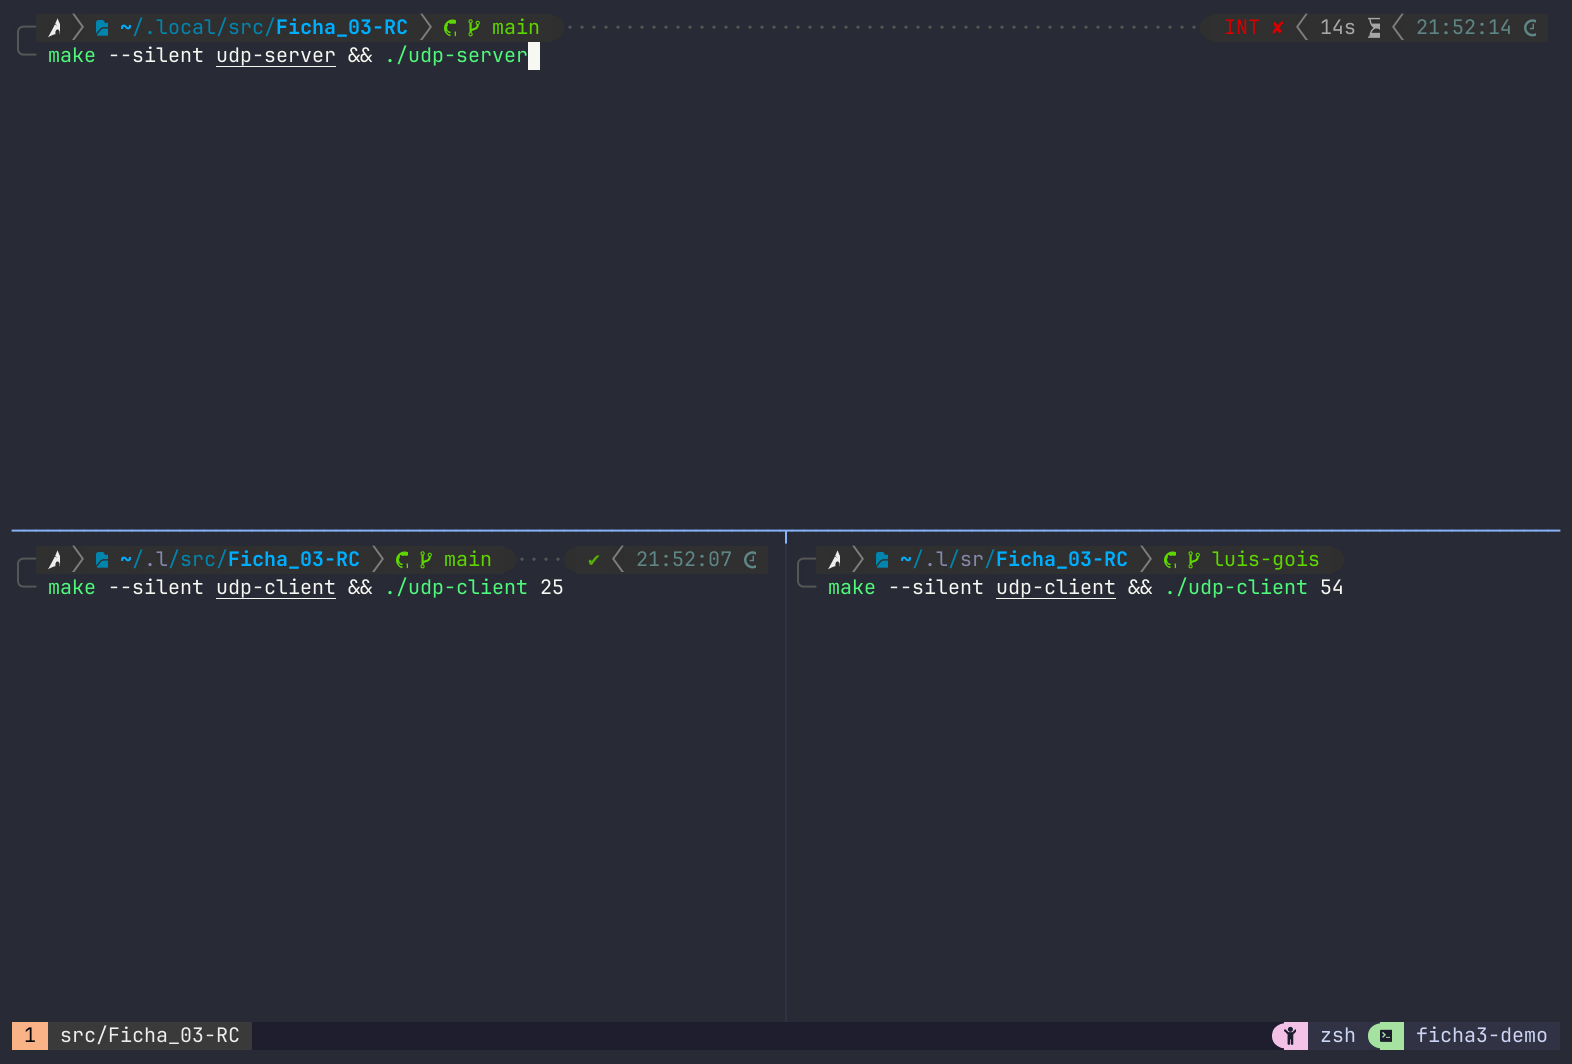 ~/.local/src/Ficha_03-RC main INT ✘ 14s 21:52:14
make --silent udp-server && ./udp-server
~/.l/src/Ficha_03-RC main ✔ 21:52:07
make --silent udp-client && ./udp-client 25
~/.l/sr/Ficha_03-RC luis-gois
make --silent udp-client && ./udp-client 54
1 src/Ficha_03-RC zsh ficha3-demo